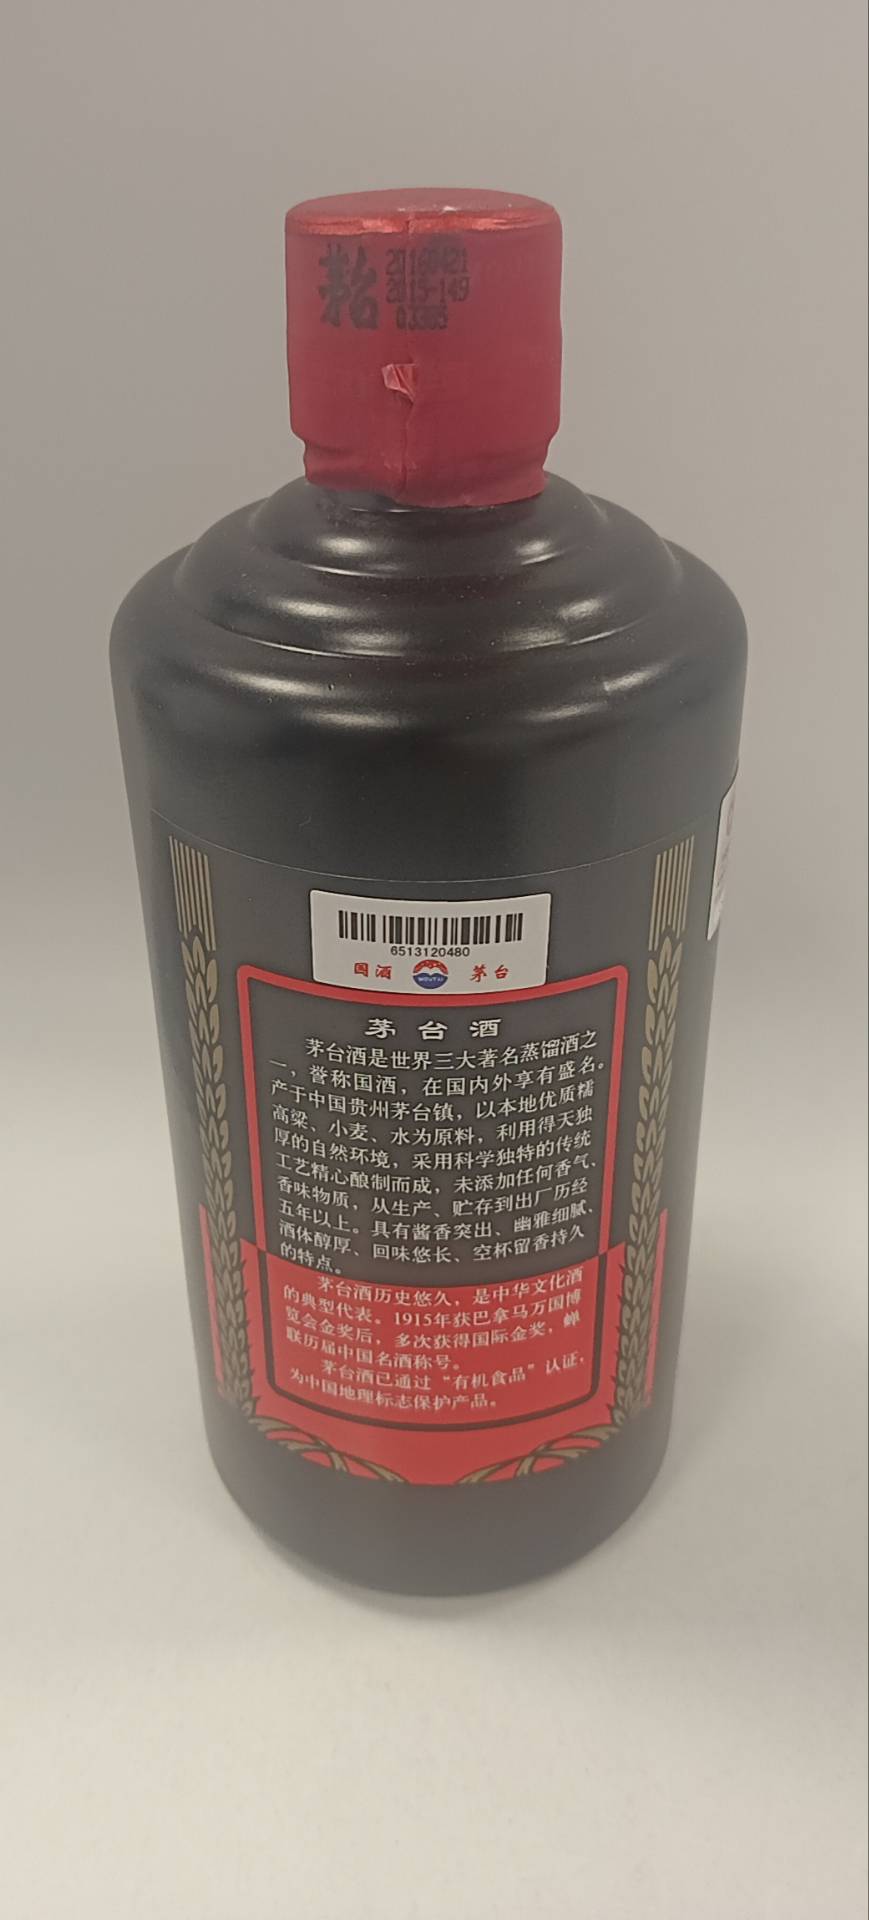 茅台
20160421
2015-149
03385
6513120480
国酒 MOUTAI 茅台
茅台酒
茅台酒是世界三大著名蒸馏酒之
一，誉称国酒，在国内外享有盛名。
产于中国贵州茅台镇，以本地优质糯
高粱、小麦、水为原料，利用得天独
厚的自然环境，采用科学独特的传统
工艺精心酿制而成，未添加任何香气、
香味物质，从生产、贮存到出厂历经
五年以上。具有酱香突出、幽雅细腻、
酒体醇厚、回味悠长、空杯留香持久
的特点。
茅台酒历史悠久，是中华文化酒
的典型代表。1915年获巴拿马万国博
览会金奖后，多次获得国际金奖，蝉
联历届中国名酒称号。
茅台酒已通过“有机食品”认证，
为中国地理标志保护产品。